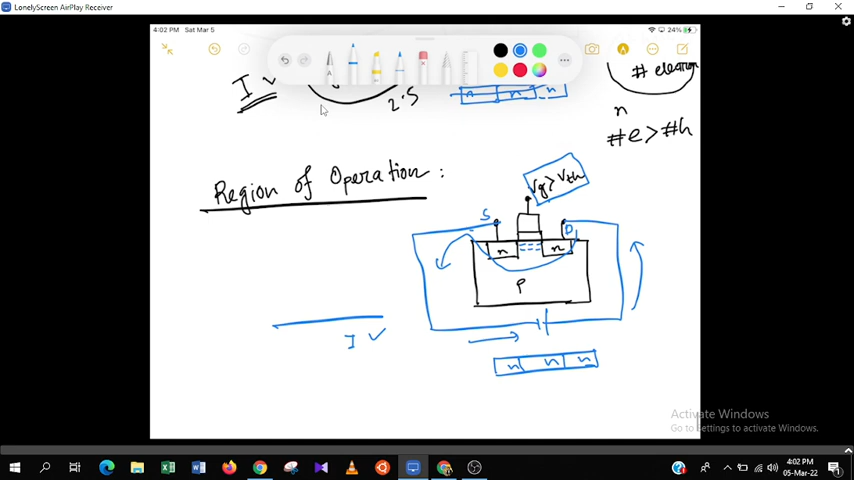 LonelyScreen AirPlay Receiver
4:02 PM Sat Mar 5
24%
I ✓
2.5
n n n
# electron
n
#e > #h
Region of Operation :
Vg > Vth
S
D
n n
P
I ✓
n n n
Activate Windows
Go to Settings to activate Windows.
4:02 PM
05-Mar-22